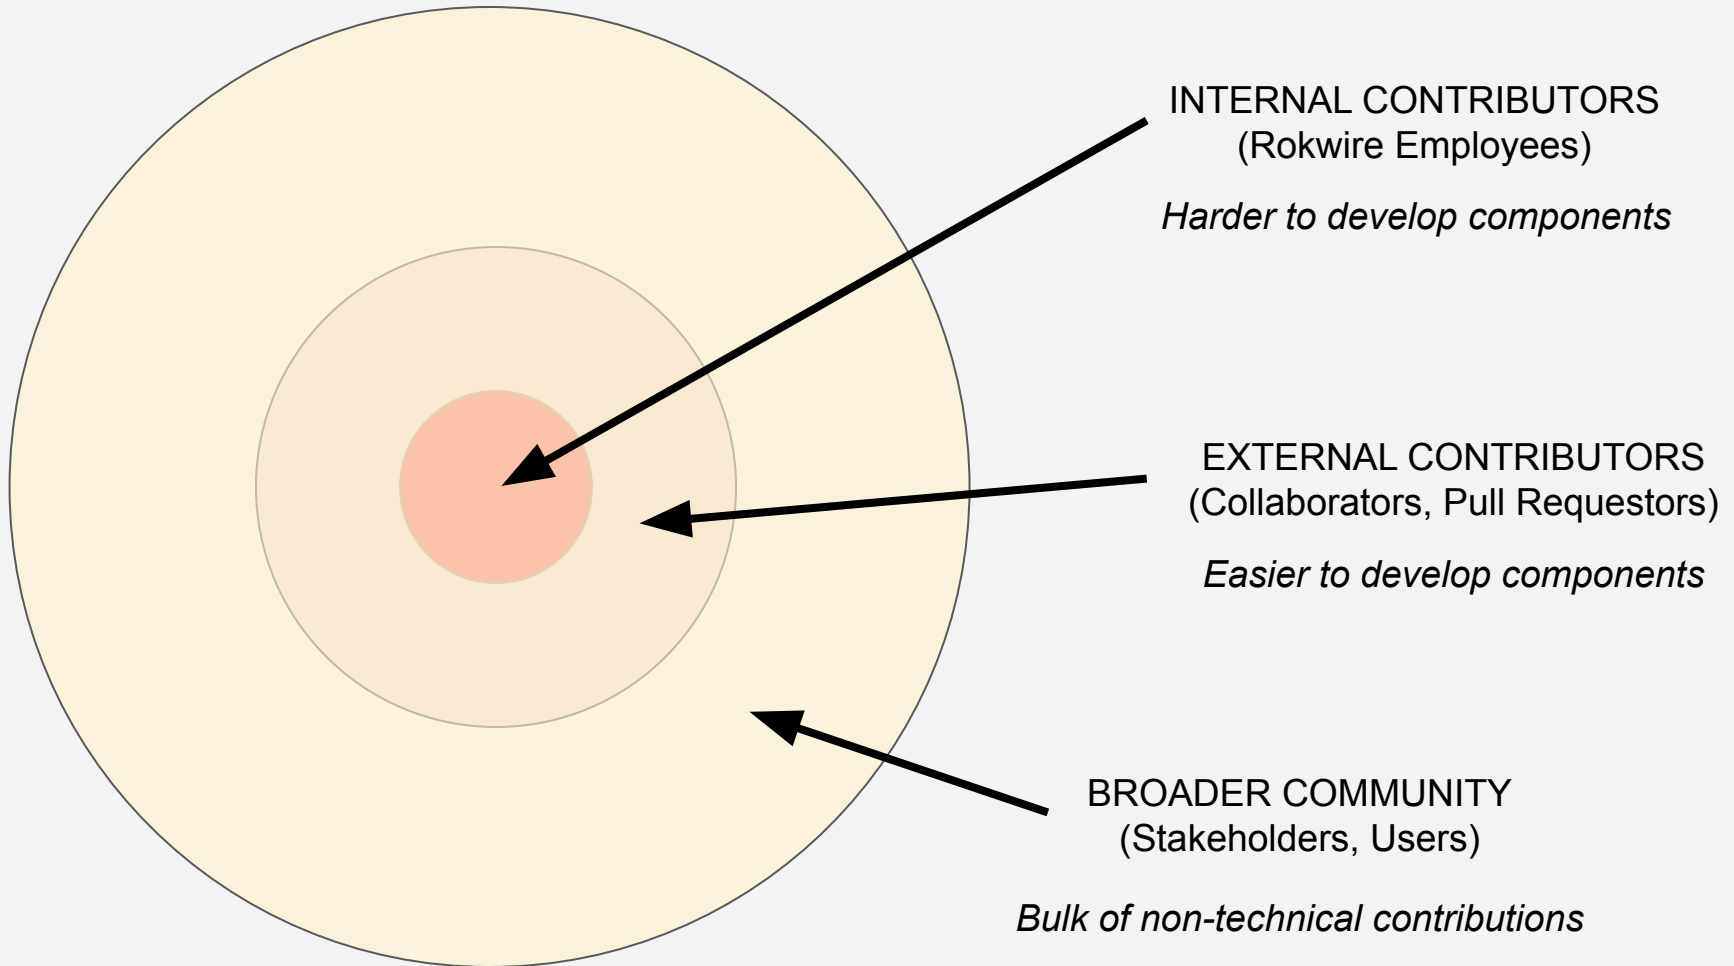 INTERNAL CONTRIBUTORS
(Rokwire Employees)
Harder to develop components
EXTERNAL CONTRIBUTORS
(Collaborators, Pull Requestors)
Easier to develop components
BROADER COMMUNITY
(Stakeholders, Users)
Bulk of non-technical contributions